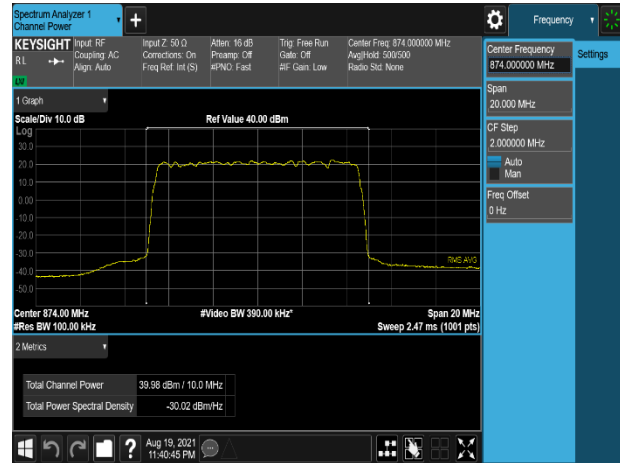 Spectrum Analyzer 1
Channel Power
+
Frequency
KEYSIGHT
R L
LXI
Input: RF
Coupling: AC
Align: Auto
Input Z: 50 Ω
Corrections: On
Freq Ref: Int (S)
Atten: 16 dB
Preamp: Off
#PNO: Fast
Trig: Free Run
Gate: Off
#IF Gain: Low
Center Freq: 874.000000 MHz
Avg|Hold: 500/500
Radio Std: None
Center Frequency
874.000000 MHz
Settings
Span
20.000 MHz
CF Step
2.000000 MHz
Auto
Man
Freq Offset
0 Hz
1 Graph
Scale/Div 10.0 dB
Ref Value 40.00 dBm
Log
30.0
20.0
10.0
0.00
-10.0
-20.0
-30.0
-40.0
-50.0
RMS AVG
Center 874.00 MHz
#Video BW 390.00 kHz*
Span 20 MHz
#Res BW 100.00 kHz
Sweep 2.47 ms (1001 pts)
2 Metrics
Total Channel Power 39.98 dBm / 10.0 MHz
Total Power Spectral Density -30.02 dBm/Hz
?
Aug 19, 2021
11:40:45 PM